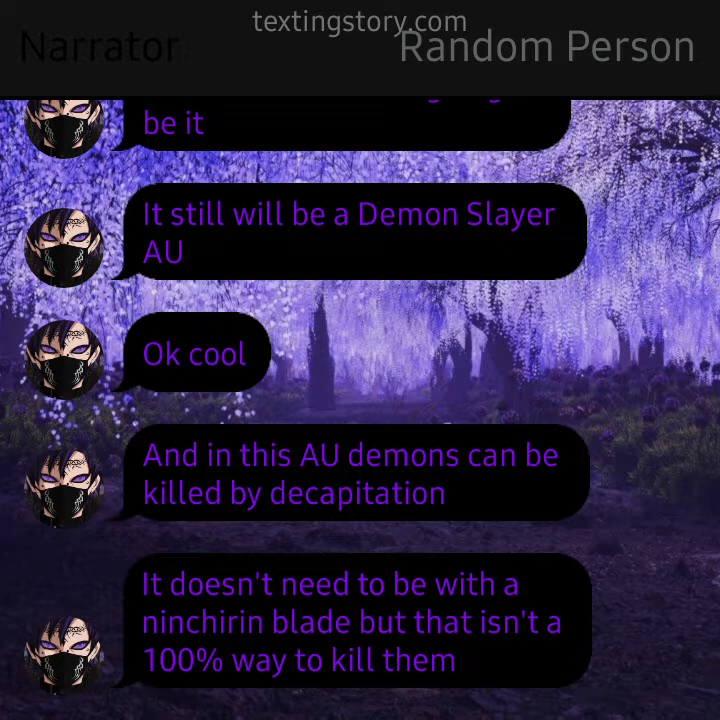 textingstory.com
Narrator
Random Person
be it
It still will be a Demon Slayer
AU
Ok cool
And in this AU demons can be
killed by decapitation
It doesn't need to be with a
ninchirin blade but that isn't a
100% way to kill them